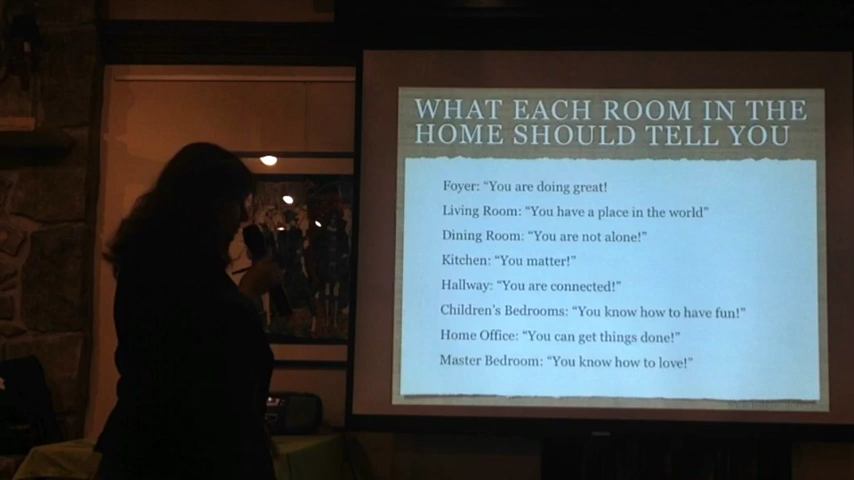 WHAT EACH ROOM IN THE
HOME SHOULD TELL YOU
Foyer: “You are doing great!
Living Room: “You have a place in the world”
Dining Room: “You are not alone!”
Kitchen: “You matter!”
Hallway: “You are connected!”
Children’s Bedrooms: “You know how to have fun!”
Home Office: “You can get things done!”
Master Bedroom: “You know how to love!”